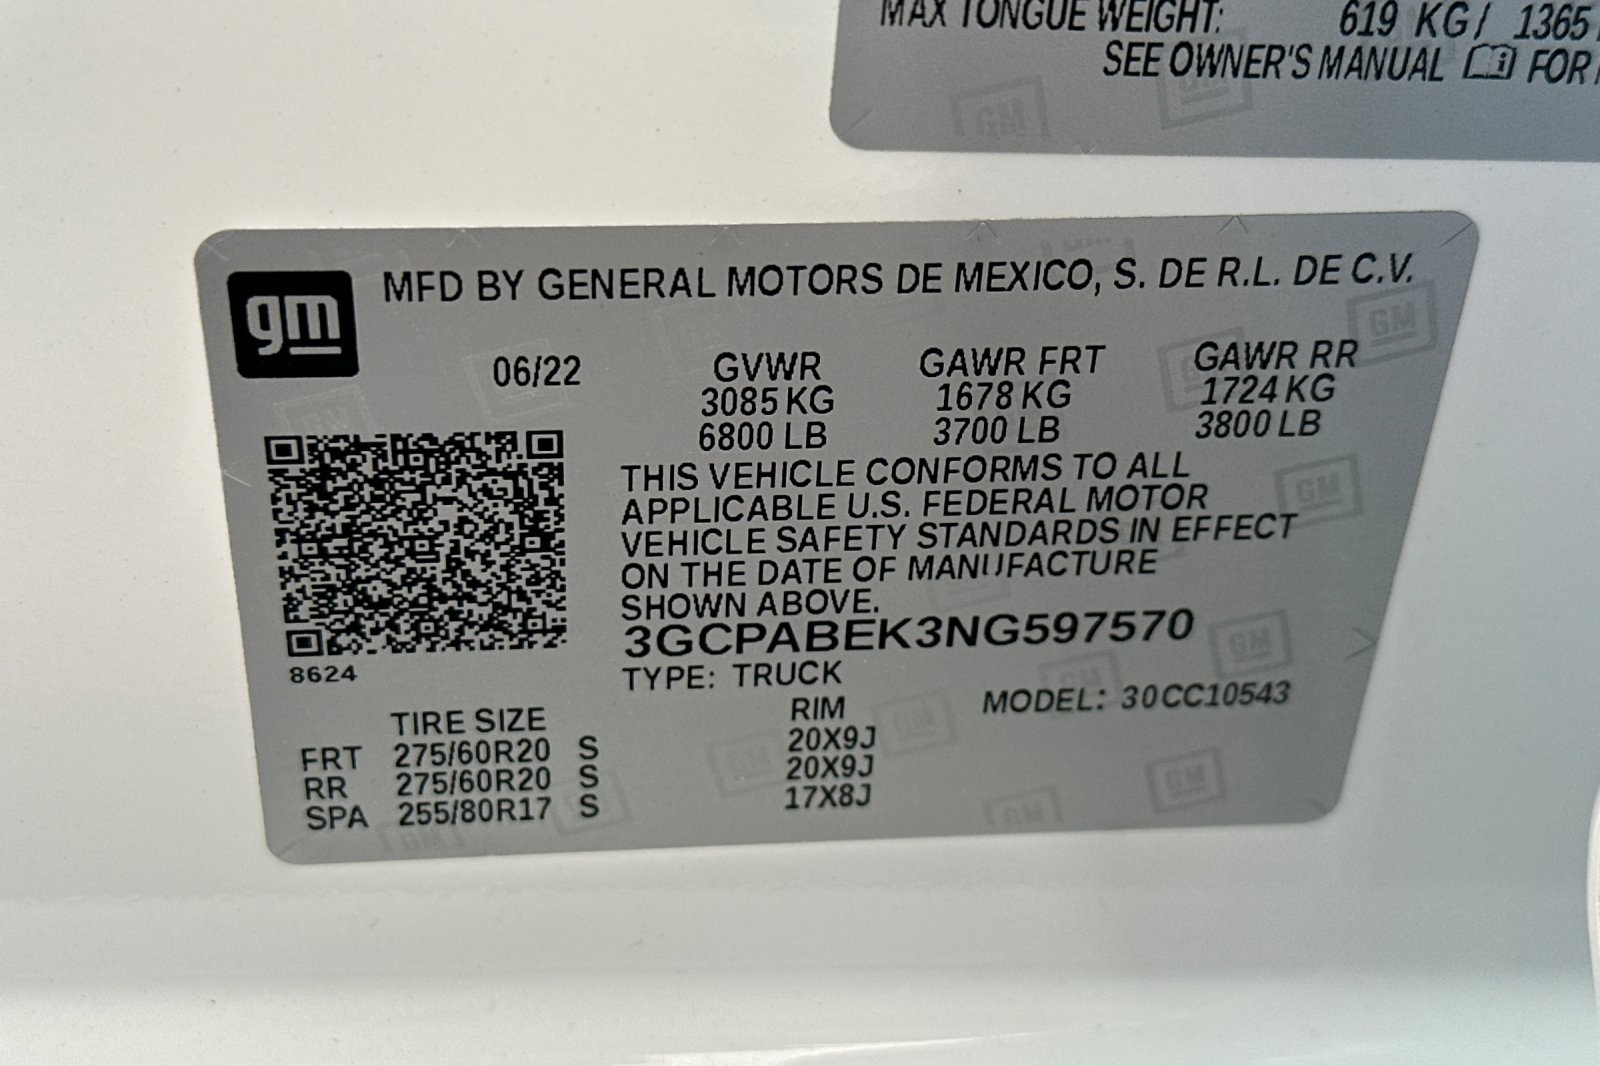 MAX TONGUE WEIGHT: 619 KG / 1365
SEE OWNER'S MANUAL FOR
gm
MFD BY GENERAL MOTORS DE MEXICO, S. DE R.L. DE C.V.
06/22 GVWR GAWR FRT GAWR RR
3085 KG 1678 KG 1724 KG
6800 LB 3700 LB 3800 LB
THIS VEHICLE CONFORMS TO ALL
APPLICABLE U.S. FEDERAL MOTOR
VEHICLE SAFETY STANDARDS IN EFFECT
ON THE DATE OF MANUFACTURE
SHOWN ABOVE.
3GCPABEK3NG597570
8624
TYPE: TRUCK
MODEL: 30CC10543
TIRE SIZE RIM
FRT 275/60R20 S 20X9J
RR 275/60R20 S 20X9J
SPA 255/80R17 S 17X8J